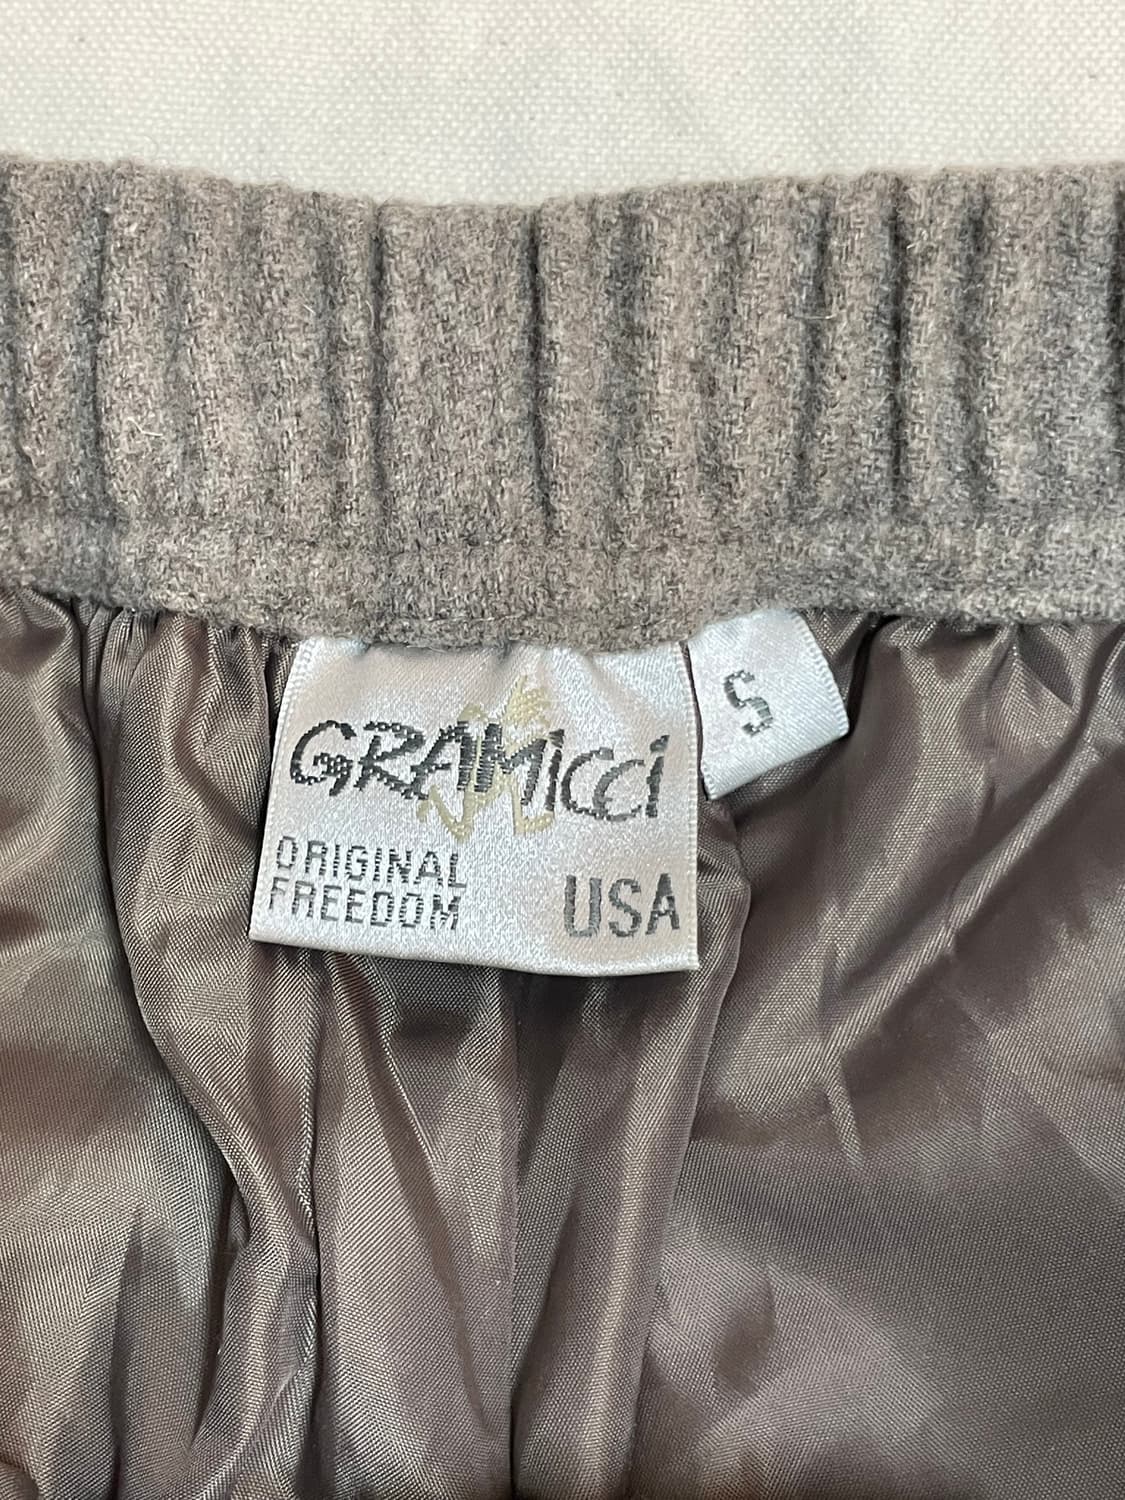 GRAMiCCi
S
ORIGINAL
FREEDOM
USA